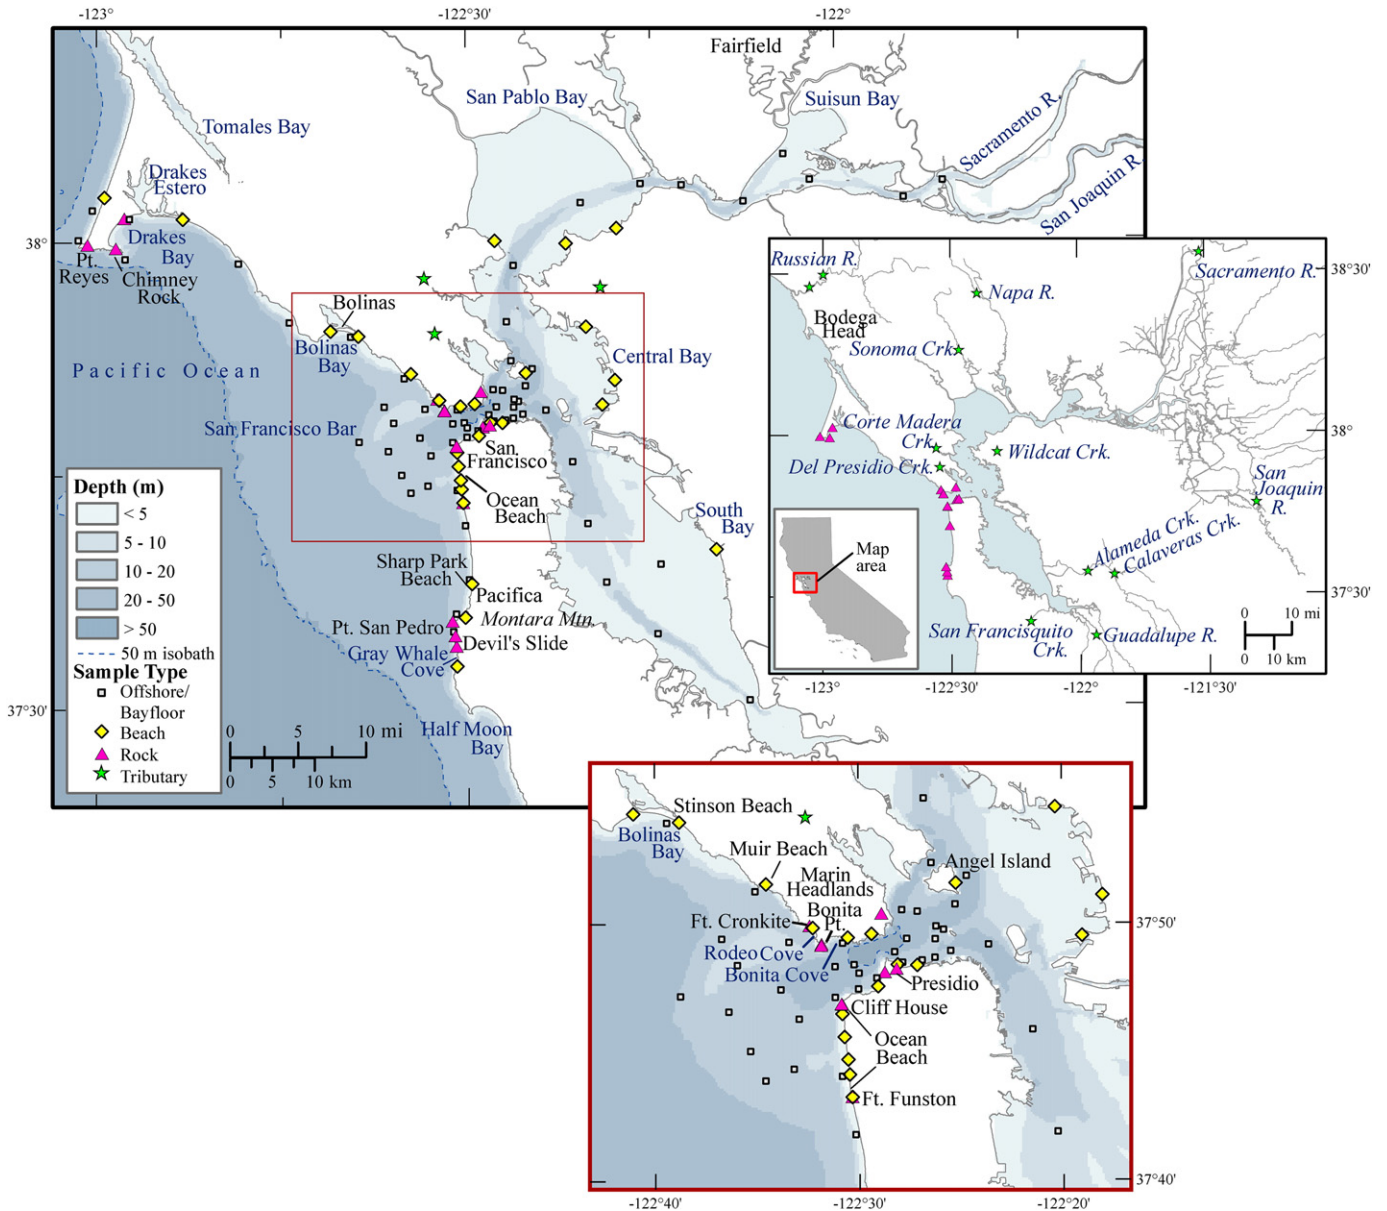 -123°
-122°30'
-122°
Fairfield
San Pablo Bay
Suisun Bay
Sacramento R.
San Joaquin R.
Tomales Bay
Drakes
Estero
38°
Drakes
Bay
Pt.
Reyes
Chimney
Rock
Bolinas
Bolinas
Bay
Central Bay
Pacific Ocean
San Francisco Bar
San
Francisco
Ocean
Beach
South
Bay
Sharp Park
Beach
Pacifica
Montara Mtn.
Pt. San Pedro
Devil's Slide
Gray Whale
Cove
Half Moon
Bay
37°30'
Depth (m)
< 5
5 - 10
10 - 20
20 - 50
> 50
50 m isobath
Sample Type
Offshore/
Bayfloor
Beach
Rock
Tributary
0 5 10 mi
0 5 10 km
Russian R.
Sacramento R.
38°30'
Napa R.
Bodega
Head
Sonoma Crk.
Corte Madera
Crk.
38°
Wildcat Crk.
Del Presidio Crk.
San
Joaquin
R.
Alameda Crk.
Calaveras Crk.
Map
area
37°30'
San Francisquito
Crk.
Guadalupe R.
0 10 mi
0 10 km
-123°
-122°30'
-122°
-121°30'
Stinson Beach
Bolinas
Bay
Muir Beach
Angel Island
Marin
Headlands
Bonita
Pt.
Ft. Cronkite
Rodeo Cove
Bonita Cove
37°50'
Presidio
Cliff House
Ocean
Beach
Ft. Funston
37°40'
-122°40'
-122°30'
-122°20'